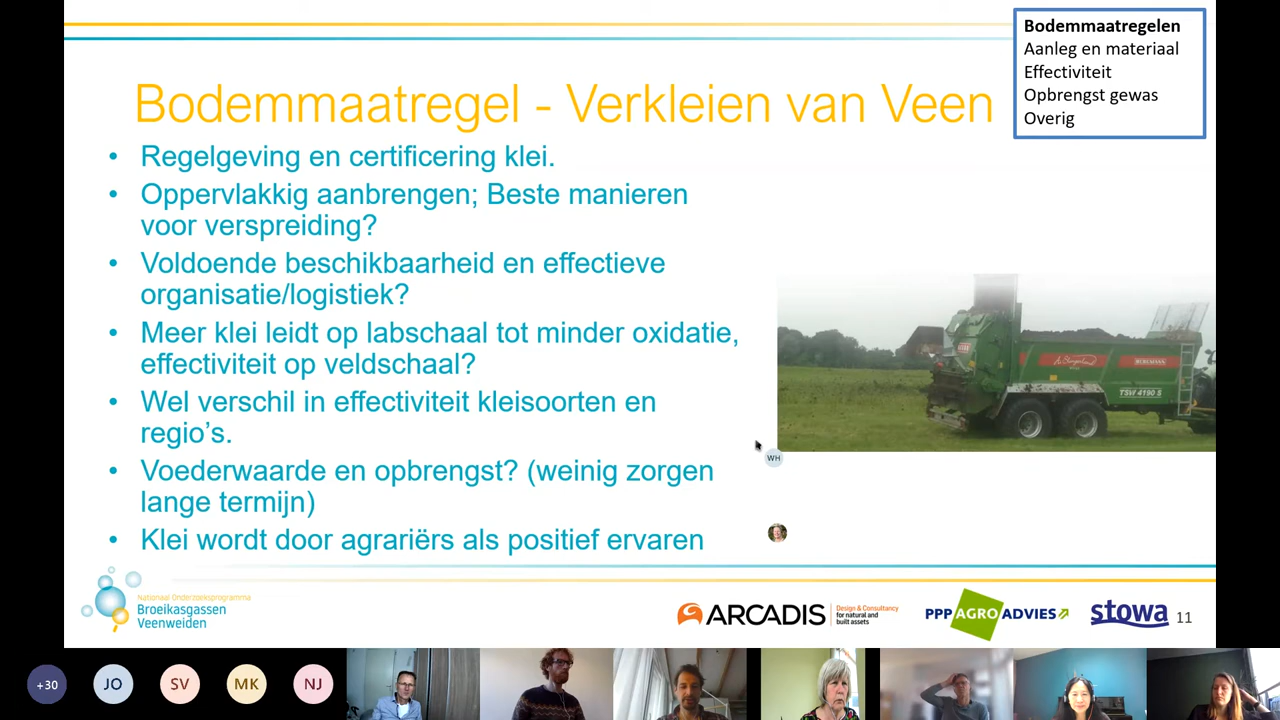 Bodemmaatregelen
Aanleg en materiaal
Effectiviteit
Opbrengst gewas
Overig
Bodemmaatregel - Verkleien van Veen
• Regelgeving en certificering klei.
• Oppervlakkig aanbrengen; Beste manieren
voor verspreiding?
• Voldoende beschikbaarheid en effectieve
organisatie/logistiek?
• Meer klei leidt op labschaal tot minder oxidatie,
effectiviteit op veldschaal?
• Wel verschil in effectiviteit kleisoorten en
regio's.
• Voederwaarde en opbrengst? (weinig zorgen
lange termijn)
• Klei wordt door agrariërs als positief ervaren
BERGMANN
TSW 4190 S
WH
Nationaal Onderzoeksprogramma
Broeikasgassen
Veenweiden
ARCADIS
Design & Consultancy
for natural and
built assets
PPP AGRO ADVIES
stowa
11
+30
JO
SV
MK
NJ